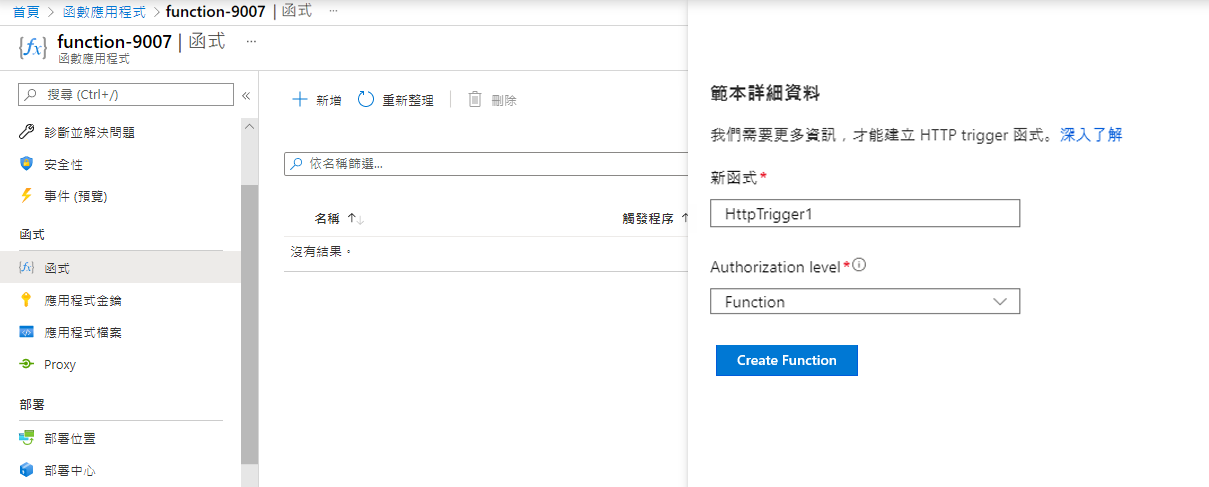 首頁 > 函數應用程式 > function-9007 | 函式 ...
{fx} function-9007 | 函式 ...
函數應用程式
搜尋 (Ctrl+/) «
診斷並解決問題
安全性
事件 (預覽)
函式
函式
應用程式金鑰
應用程式檔案
Proxy
部署
部署位置
部署中心
新增 重新整理 刪除
依名稱篩選...
名稱 觸發程序
沒有結果。
範本詳細資料
我們需要更多資訊，才能建立 HTTP trigger 函式。深入了解
新函式*
HttpTrigger1
Authorization level*
Function
Create Function